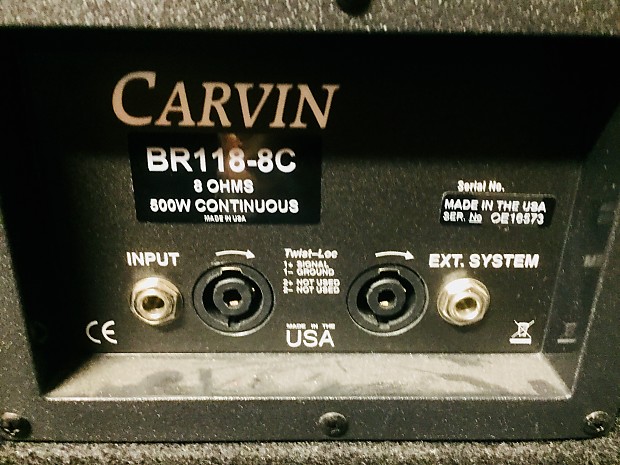 CARVIN
BR118-8C
8 OHMS
500W CONTINUOUS
MADE IN USA
Serial No.
MADE IN THE USA
SER. No OE16573
INPUT
Twist-Loc
1+ SIGNAL
1- GROUND
2+ NOT USED
2- NOT USED
EXT. SYSTEM
CE
MADE IN THE
USA